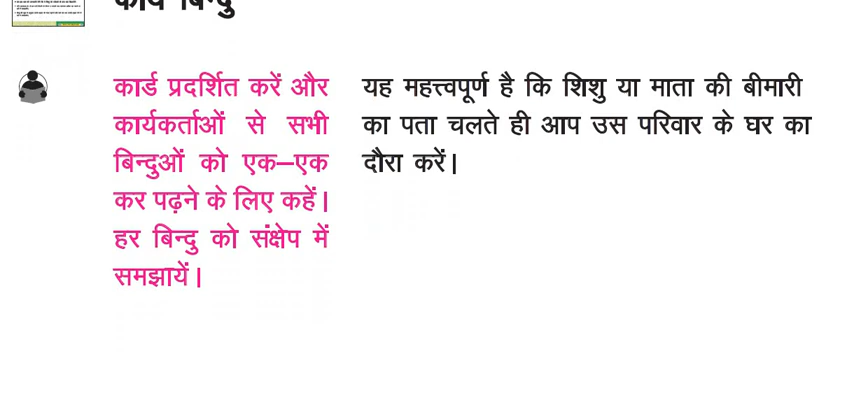 कार्य बिन्दु
कार्ड प्रदर्शित करें और
कार्यकर्ताओं से सभी
बिन्दुओं को एक–एक
कर पढ़ने के लिए कहें।
हर बिन्दु को संक्षेप में
समझायें।
यह महत्त्वपूर्ण है कि शिशु या माता की बीमारी
का पता चलते ही आप उस परिवार के घर का
दौरा करें।